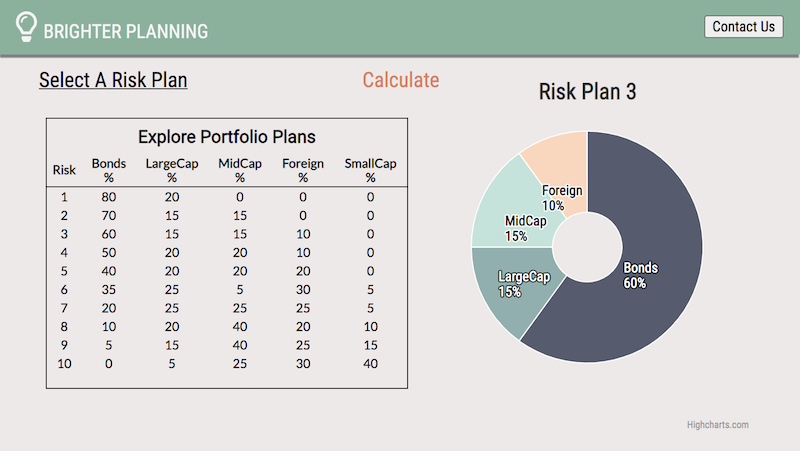 BRIGHTER PLANNING
Contact Us
Select A Risk Plan
Calculate
Explore Portfolio Plans
Risk Bonds % LargeCap % MidCap % Foreign % SmallCap %
1 80 20 0 0 0
2 70 15 15 0 0
3 60 15 15 10 0
4 50 20 20 10 0
5 40 20 20 20 0
6 35 25 5 30 5
7 20 25 25 25 5
8 10 20 40 20 10
9 5 15 40 25 15
10 0 5 25 30 40
Risk Plan 3
Foreign
10%
MidCap
15%
LargeCap
15%
Bonds
60%
Highcharts.com